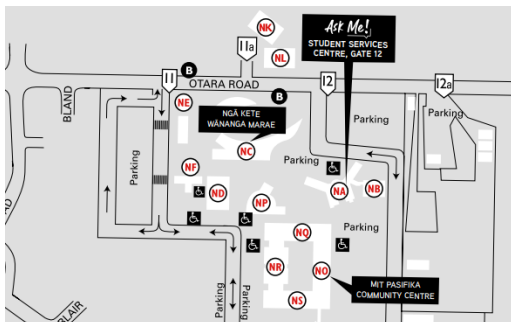 NK
11a
NL
Ask Me!
STUDENT SERVICES
CENTRE, GATE 12
B
11
OTARA ROAD
12
12a
BLAND
NE
B
NGĀ KETE
WĀNANGA MARAE
Parking
Parking
NC
Parking
Parking
NF
ND
NA
NB
NP
Parking
NQ
NR
NO
MIT PASIFIKA
COMMUNITY CENTRE
Parking
Parking
NS
BLAIR